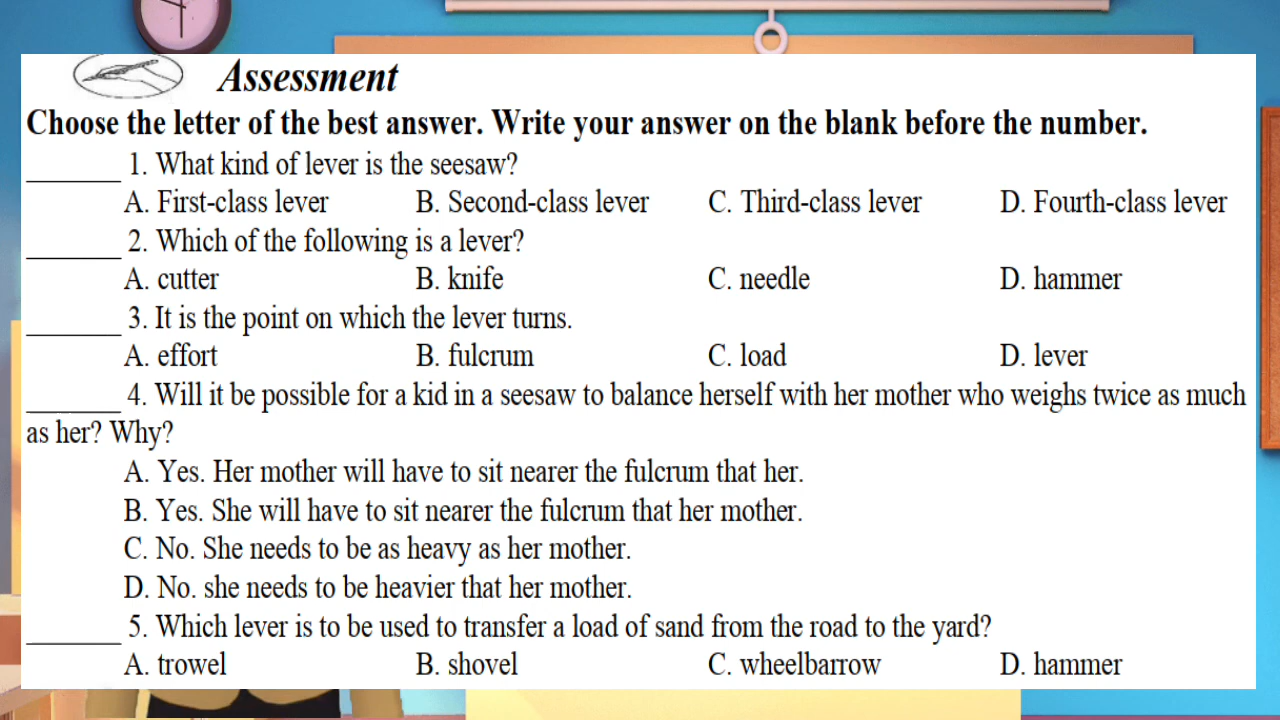 Assessment
Choose the letter of the best answer. Write your answer on the blank before the number.
_______ 1. What kind of lever is the seesaw?
A. First-class lever B. Second-class lever C. Third-class lever D. Fourth-class lever
_______ 2. Which of the following is a lever?
A. cutter B. knife C. needle D. hammer
_______ 3. It is the point on which the lever turns.
A. effort B. fulcrum C. load D. lever
_______ 4. Will it be possible for a kid in a seesaw to balance herself with her mother who weighs twice as much
as her? Why?
A. Yes. Her mother will have to sit nearer the fulcrum that her.
B. Yes. She will have to sit nearer the fulcrum that her mother.
C. No. She needs to be as heavy as her mother.
D. No. she needs to be heavier that her mother.
_______ 5. Which lever is to be used to transfer a load of sand from the road to the yard?
A. trowel B. shovel C. wheelbarrow D. hammer